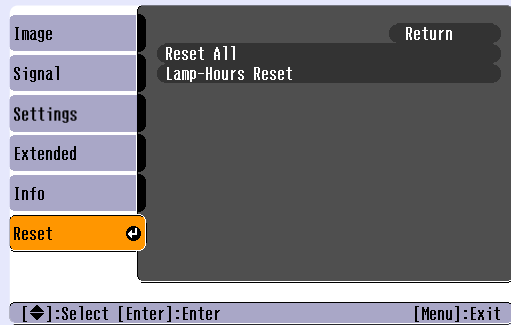 Image
Signal
Settings
Extended
Info
Reset
Return
Reset All
Lamp-Hours Reset
[◆]:Select [Enter]:Enter [Menu]:Exit